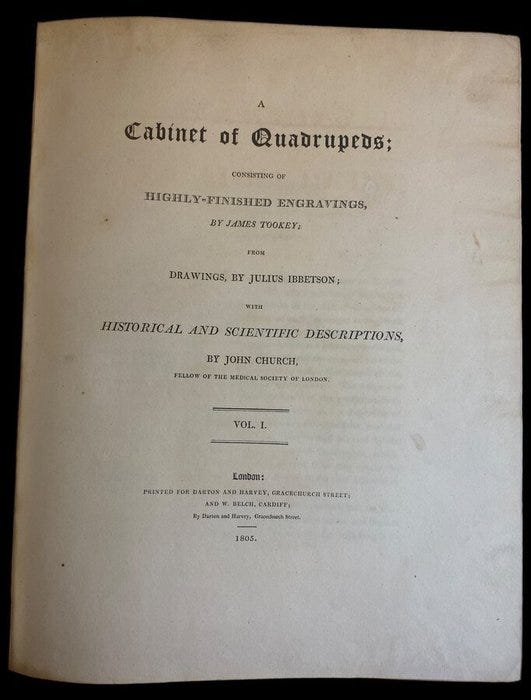 A
Cabinet of Quadrupeds;
CONSISTING OF
HIGHLY-FINISHED ENGRAVINGS,
BY JAMES TOOKEY;
FROM
DRAWINGS, BY JULIUS IBBETSON;
WITH
HISTORICAL AND SCIENTIFIC DESCRIPTIONS,
BY JOHN CHURCH,
FELLOW OF THE MEDICAL SOCIETY OF LONDON.
VOL. I.
London:
PRINTED FOR DARTON AND HARVEY, GRACECHURCH STREET;
AND W. BELCH, CARDIFF;
By Darton and Harvey, Gracechurch Street.
1805.